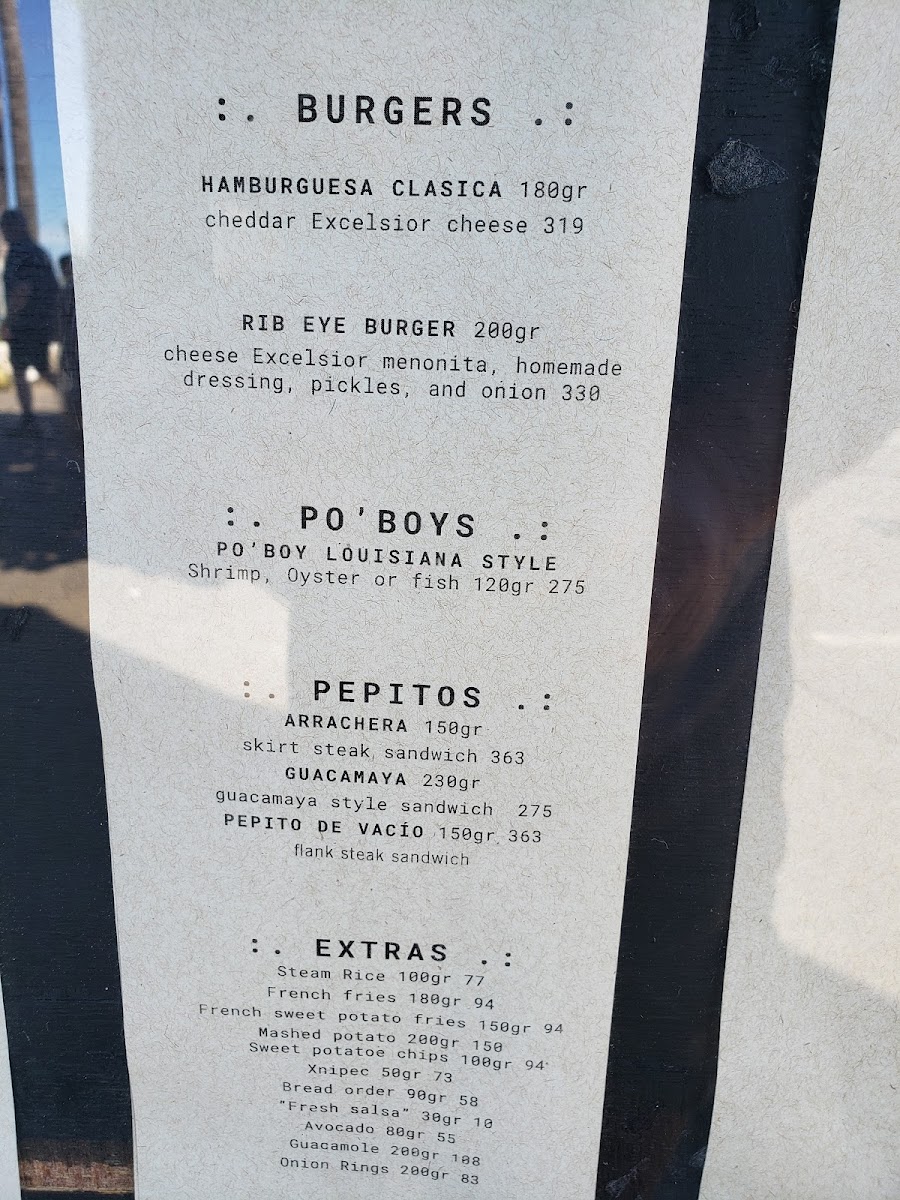 :. BURGERS .:
HAMBURGUESA CLASICA 180gr
cheddar Excelsior cheese 319
RIB EYE BURGER 200gr
cheese Excelsior menonita, homemade
dressing, pickles, and onion 330
:. PO'BOYS .:
PO'BOY LOUISIANA STYLE
Shrimp, Oyster or fish 120gr 275
:. PEPITOS .:
ARRACHERA 150gr
skirt steak sandwich 363
GUACAMAYA 230gr
guacamaya style sandwich 275
PEPITO DE VACÍO 150gr 363
flank steak sandwich
:. EXTRAS .:
Steam Rice 100gr 77
French fries 180gr 94
French sweet potato fries 150gr 94
Mashed potato 200gr 150
Sweet potatoe chips 100gr 94
Xnipec 50gr 73
Bread order 90gr 58
"Fresh salsa" 30gr 10
Avocado 80gr 55
Guacamole 200gr 108
Onion Rings 200gr 83